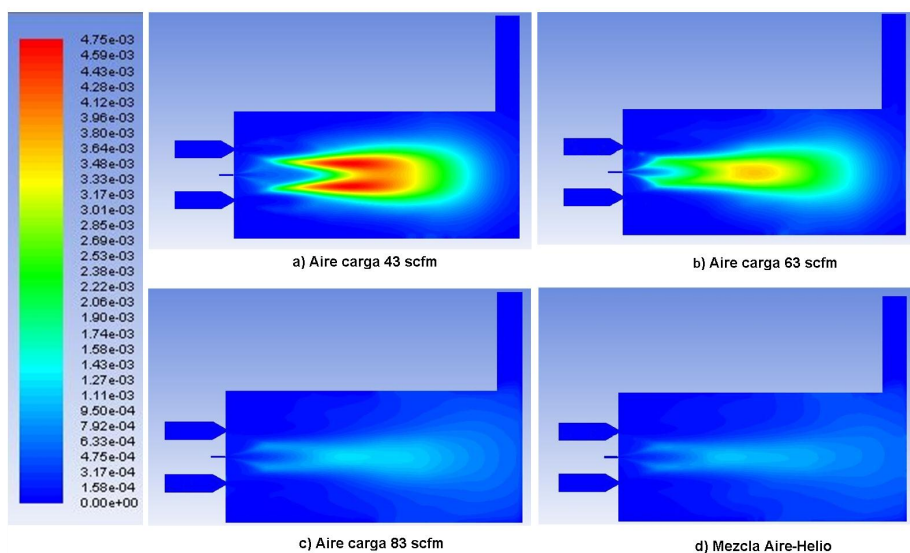 4.75e-03
4.59e-03
4.43e-03
4.28e-03
4.12e-03
3.96e-03
3.80e-03
3.64e-03
3.48e-03
3.33e-03
3.17e-03
3.01e-03
2.85e-03
2.69e-03
2.53e-03
2.38e-03
2.22e-03
2.06e-03
1.90e-03
1.74e-03
1.58e-03
1.43e-03
1.27e-03
1.11e-03
9.50e-04
7.92e-04
6.33e-04
4.75e-04
3.17e-04
1.58e-04
0.00e+00
a) Aire carga 43 scfm
b) Aire carga 63 scfm
c) Aire carga 83 scfm
d) Mezcla Aire-Helio